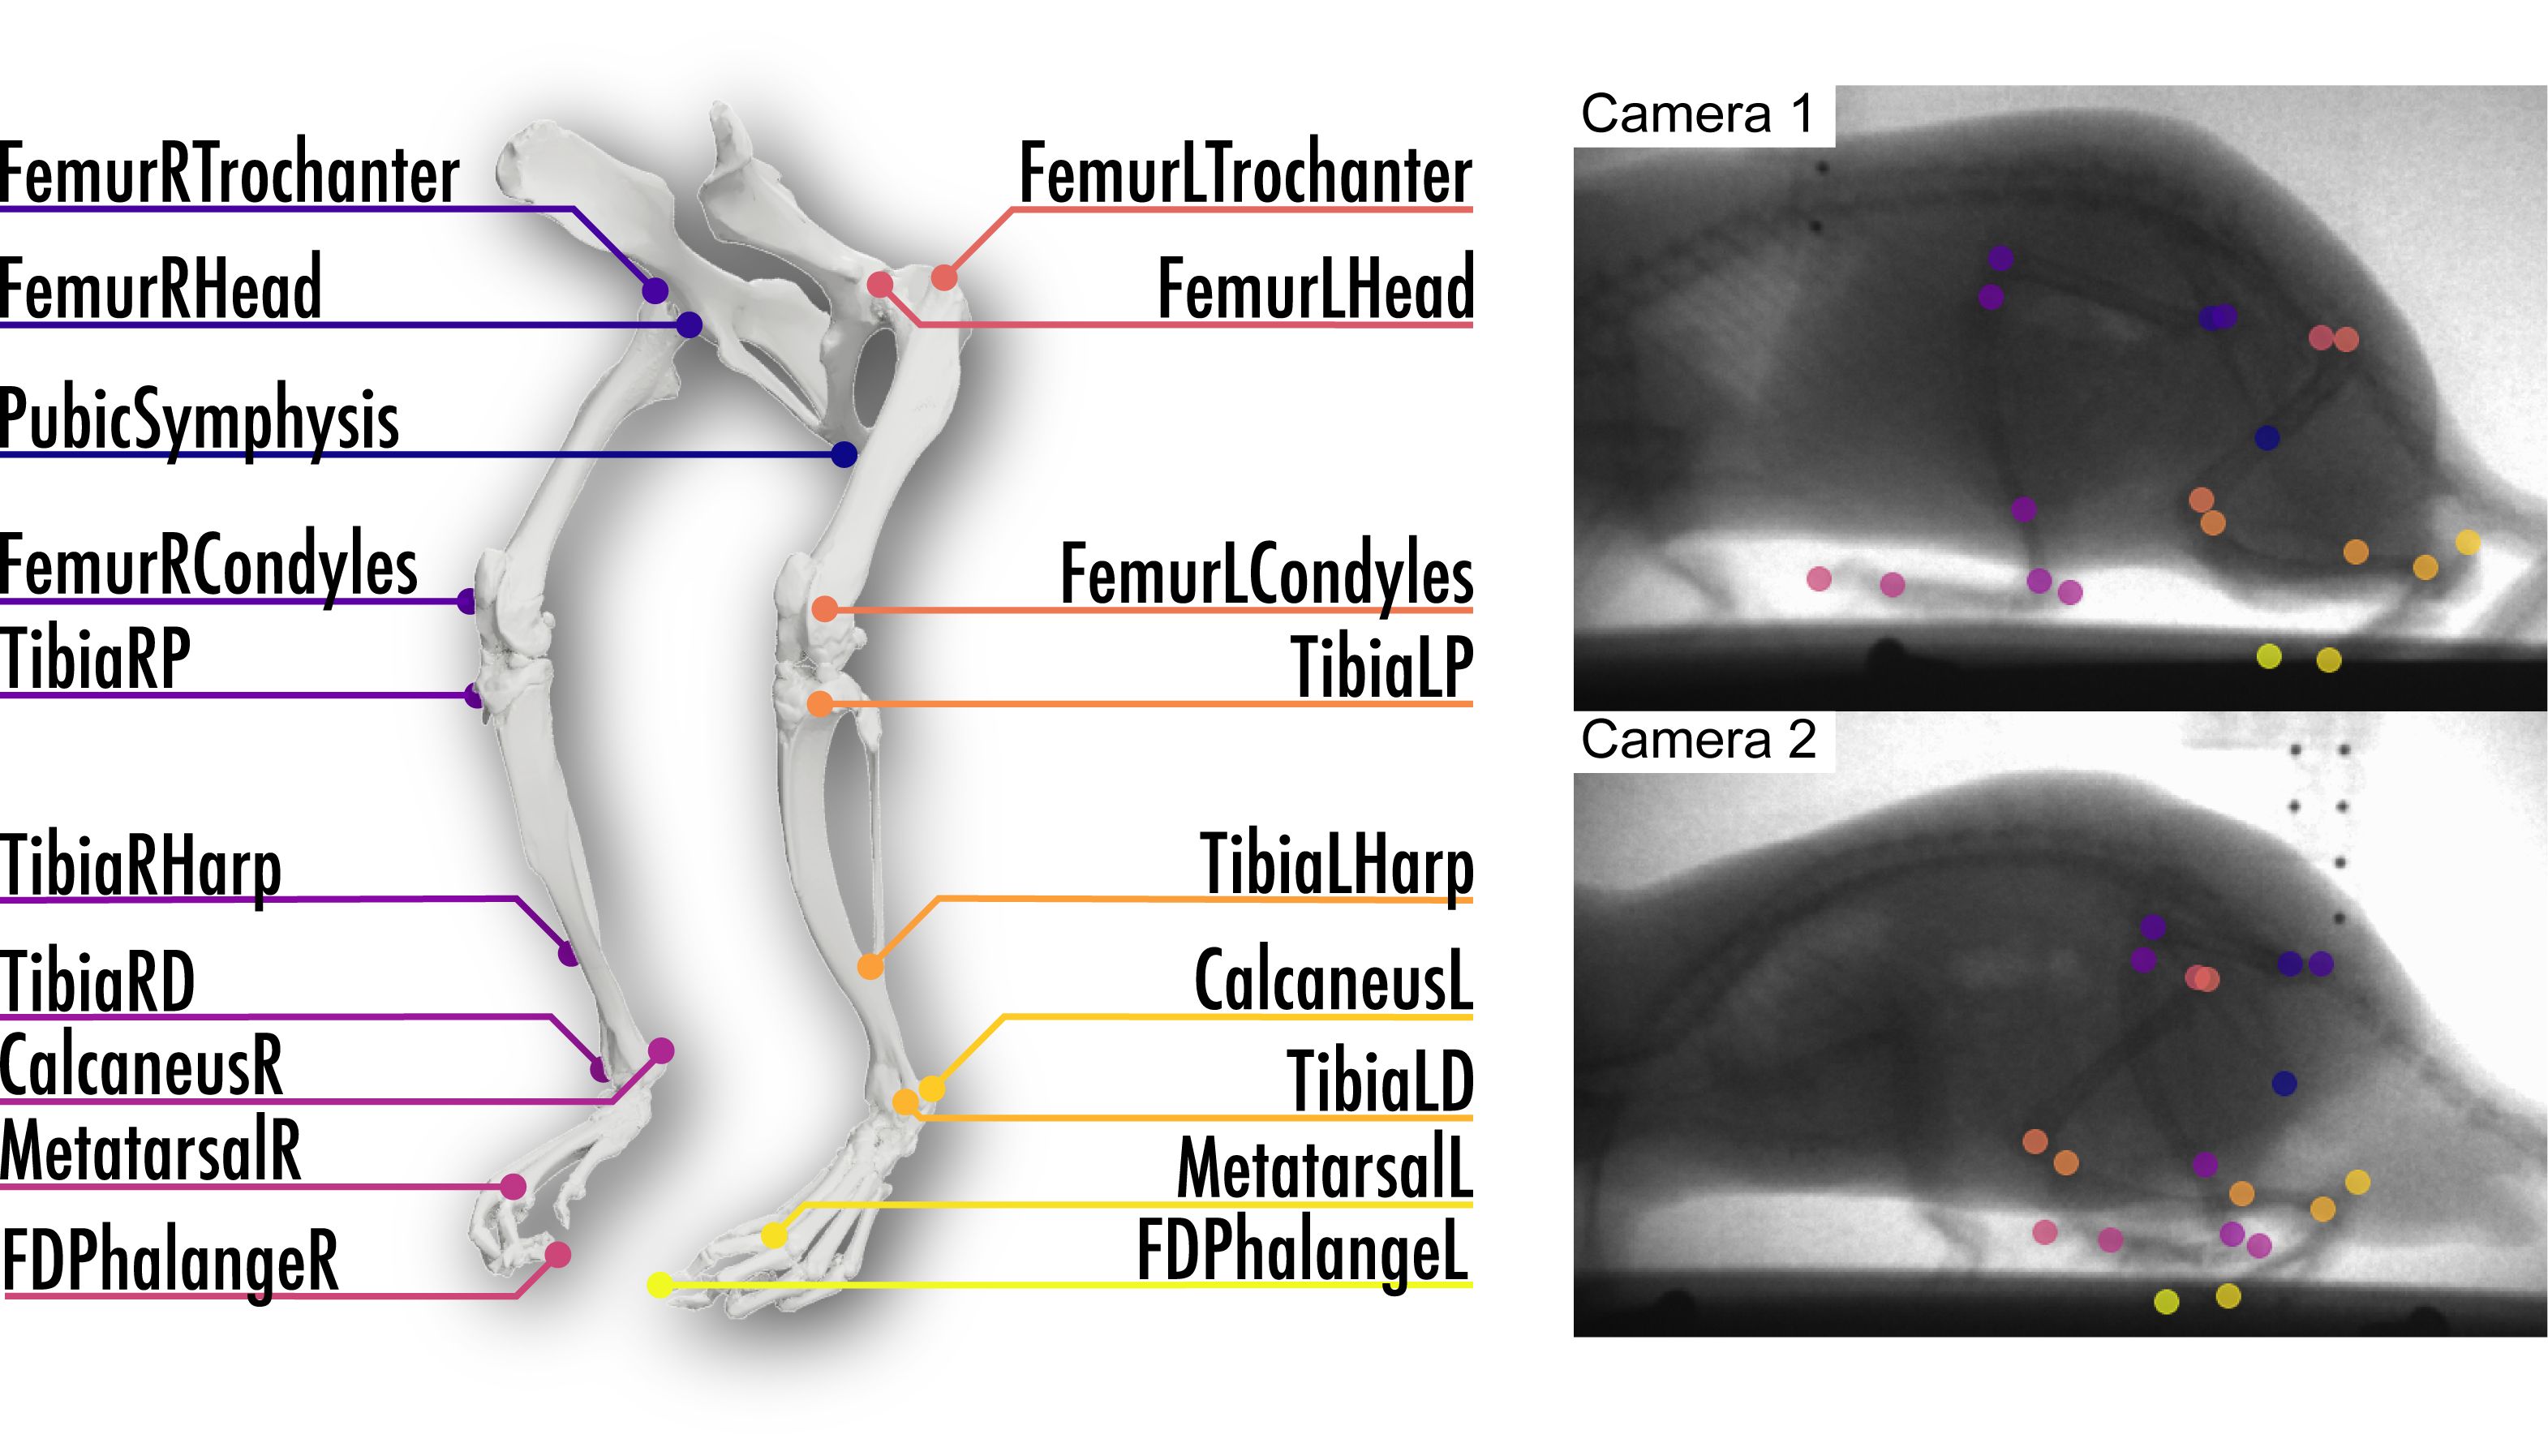 FemurRTrochanter
FemurRHead
PubicSymphysis
FemurRCondyles
TibiaRP
TibiaRHarp
TibiaRD
CalcaneusR
MetatarsalR
FDPhalangeR
FemurLTrochanter
FemurLHead
FemurLCondyles
TibiaLP
TibiaLHarp
CalcaneusL
TibiaLD
MetatarsalL
FDPhalangeL
Camera 1
Camera 2